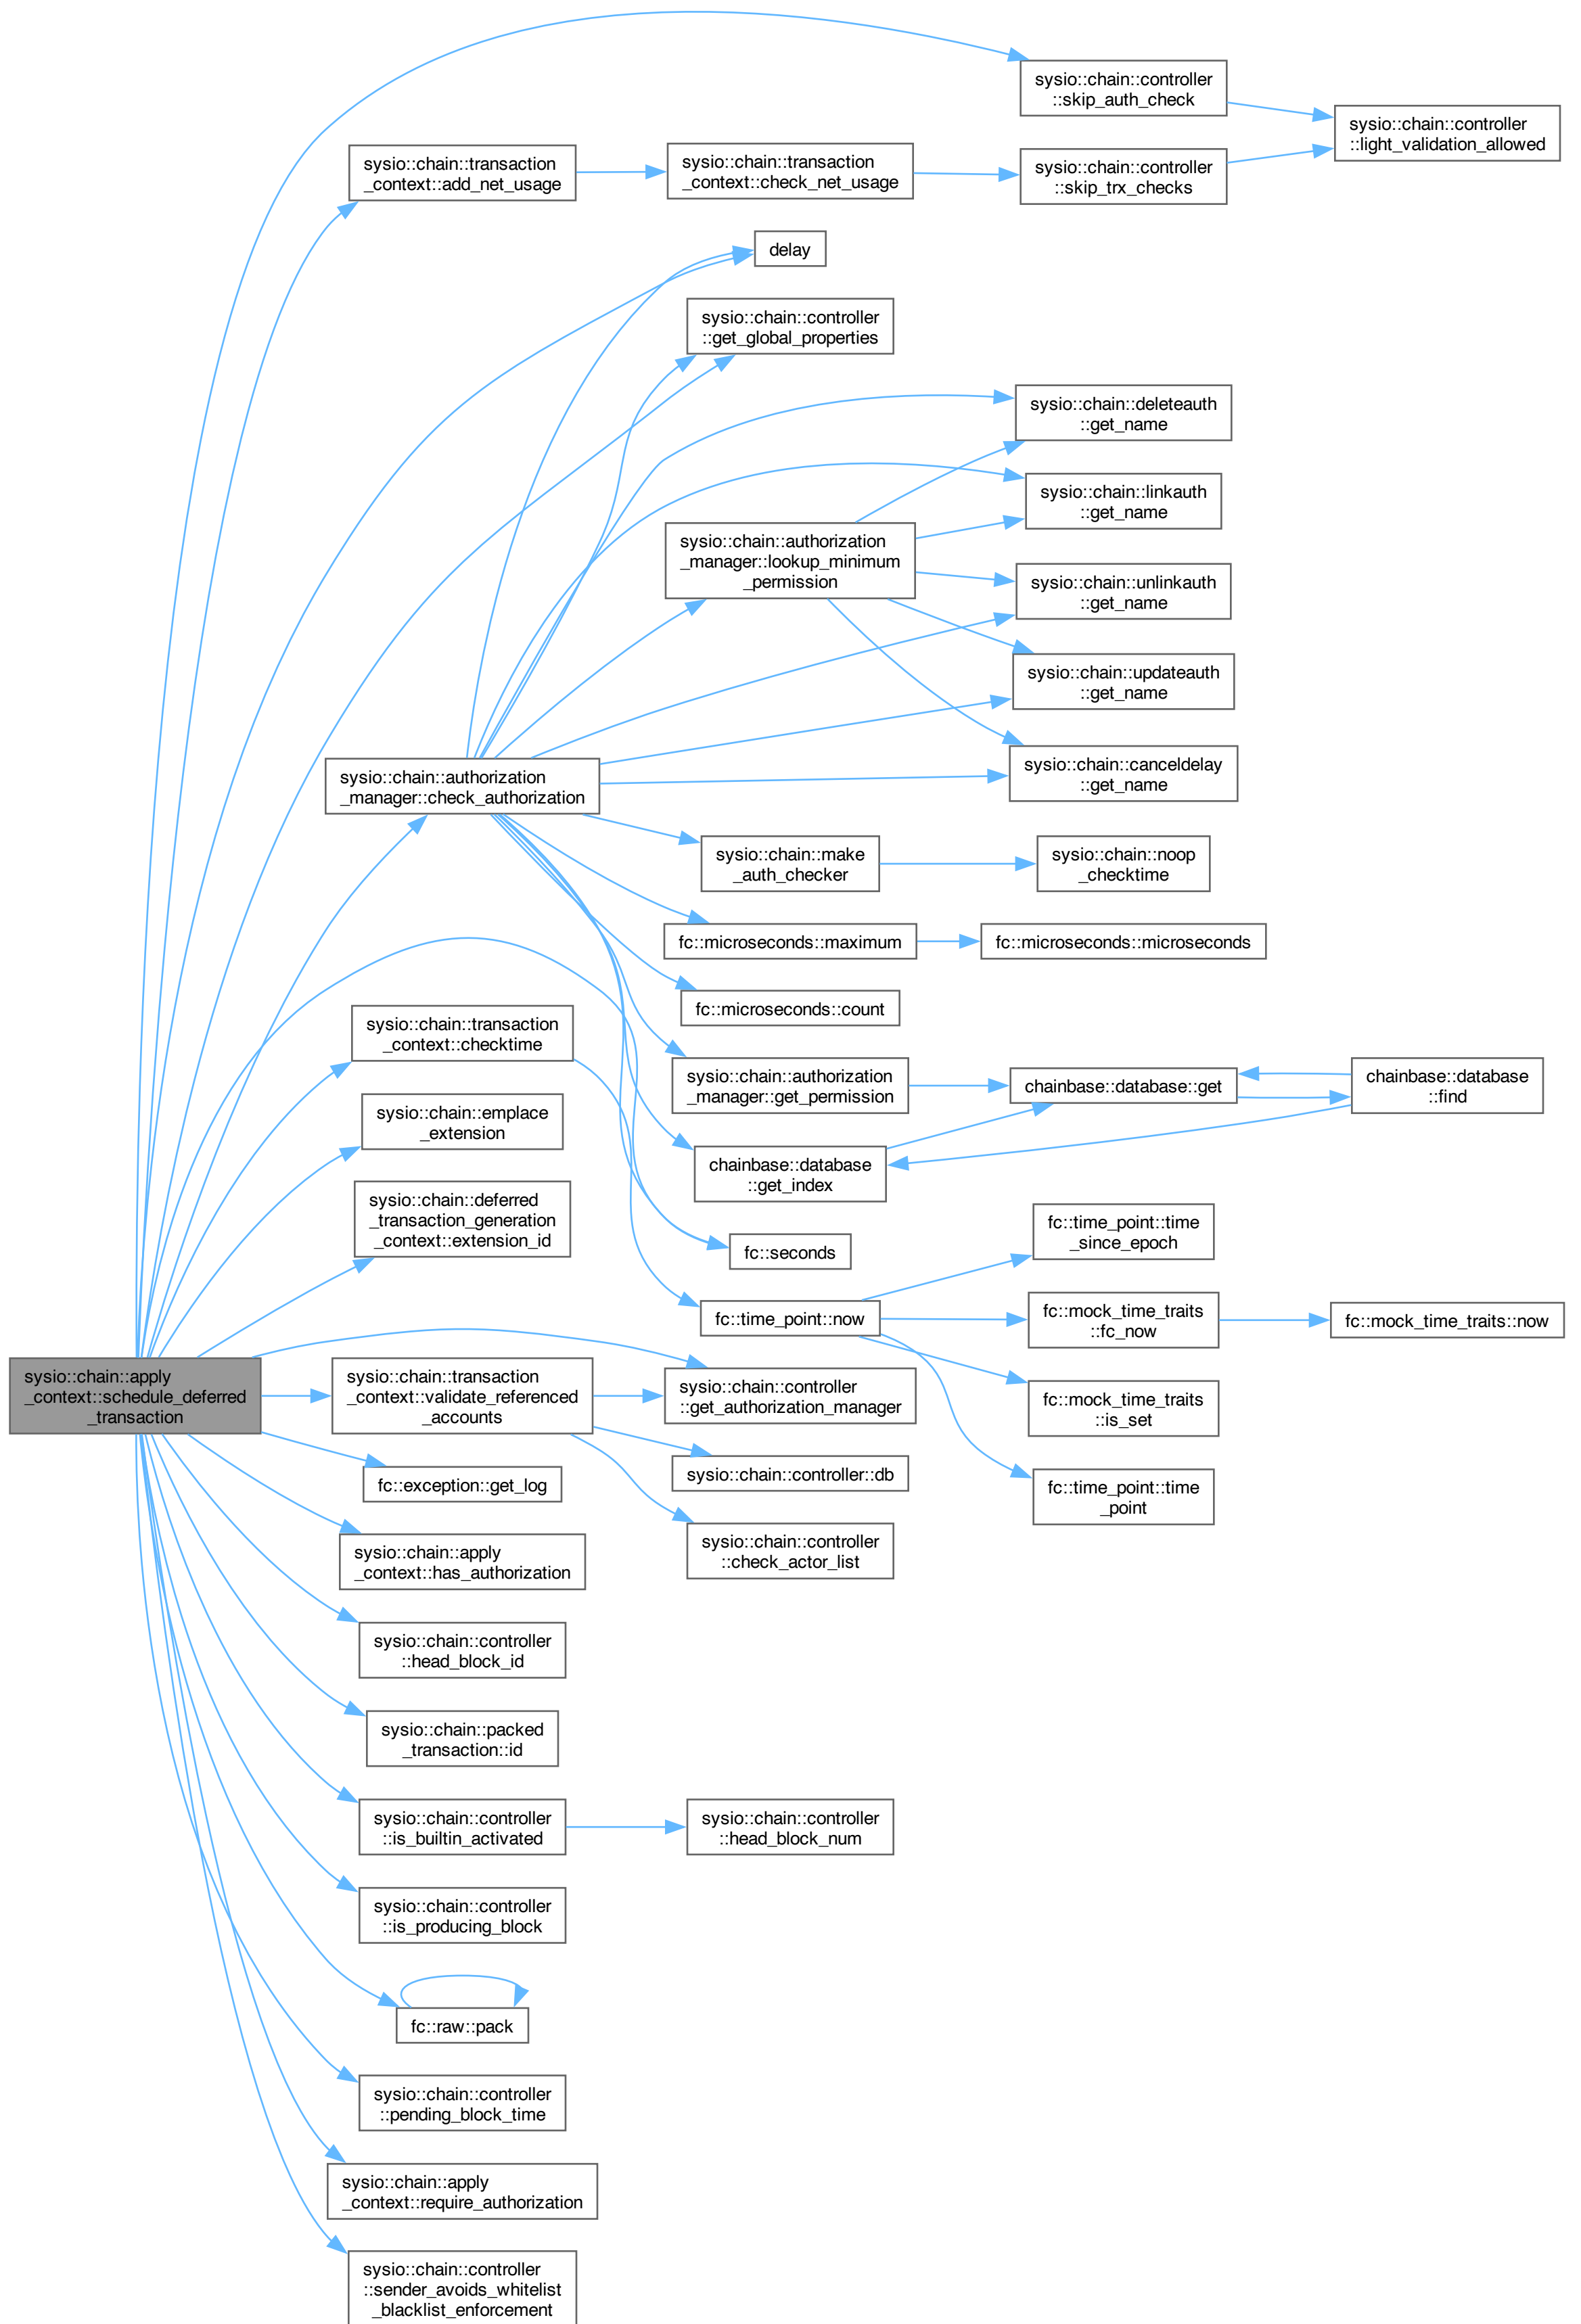 sysio::chain::controller
::skip_auth_check
sysio::chain::controller
::light_validation_allowed
sysio::chain::transaction
_context::add_net_usage
sysio::chain::transaction
_context::check_net_usage
sysio::chain::controller
::skip_trx_checks
delay
sysio::chain::controller
::get_global_properties
sysio::chain::deleteauth
::get_name
sysio::chain::linkauth
::get_name
sysio::chain::authorization
_manager::lookup_minimum
_permission
sysio::chain::unlinkauth
::get_name
sysio::chain::updateauth
::get_name
sysio::chain::authorization
_manager::check_authorization
sysio::chain::canceldelay
::get_name
sysio::chain::make
_auth_checker
sysio::chain::noop
_checktime
fc::microseconds::maximum
fc::microseconds::microseconds
fc::microseconds::count
sysio::chain::transaction
_context::checktime
sysio::chain::authorization
_manager::get_permission
chainbase::database::get
chainbase::database
::find
sysio::chain::emplace
_extension
chainbase::database
::get_index
sysio::chain::deferred
_transaction_generation
_context::extension_id
fc::seconds
fc::time_point::time
_since_epoch
fc::time_point::now
fc::mock_time_traits
::fc_now
fc::mock_time_traits::now
sysio::chain::apply
_context::schedule_deferred
_transaction
sysio::chain::transaction
_context::validate_referenced
_accounts
sysio::chain::controller
::get_authorization_manager
fc::mock_time_traits
::is_set
fc::exception::get_log
sysio::chain::controller::db
fc::time_point::time
_point
sysio::chain::controller
::check_actor_list
sysio::chain::apply
_context::has_authorization
sysio::chain::controller
::head_block_id
sysio::chain::packed
_transaction::id
sysio::chain::controller
::is_builtin_activated
sysio::chain::controller
::head_block_num
sysio::chain::controller
::is_producing_block
fc::raw::pack
sysio::chain::controller
::pending_block_time
sysio::chain::apply
_context::require_authorization
sysio::chain::controller
::sender_avoids_whitelist
_blacklist_enforcement